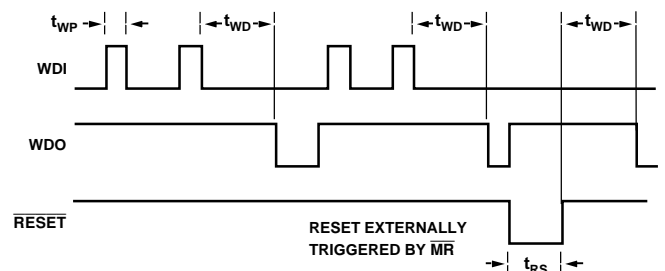 tWP
tWD
tWD
tWD
WDI
WDO
RESET
RESET EXTERNALLY
TRIGGERED BY MR
tRS